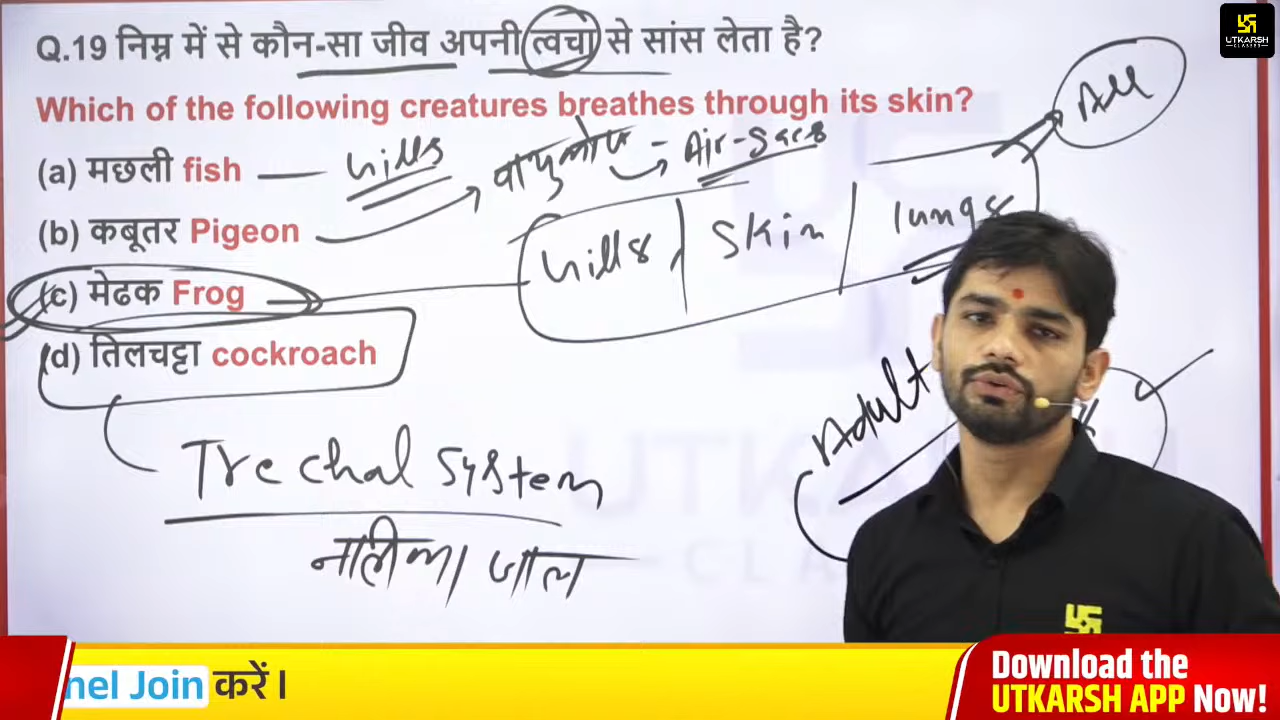 Q.19 निम्न में से कौन-सा जीव अपनी त्वचा से सांस लेता है?
UTKARSH
CLASSES
Which of the following creatures breathes through its skin?
All
(a) मछली fish
Gills
वायुकोष - Air-Sacs
(b) कबूतर Pigeon
Gills / Skin / lungs
(c) मेढक Frog
(d) तिलचट्टा cockroach
Adult
Trechal System
नालीका जाल
nel Join करें।
Download the
UTKARSH APP Now!